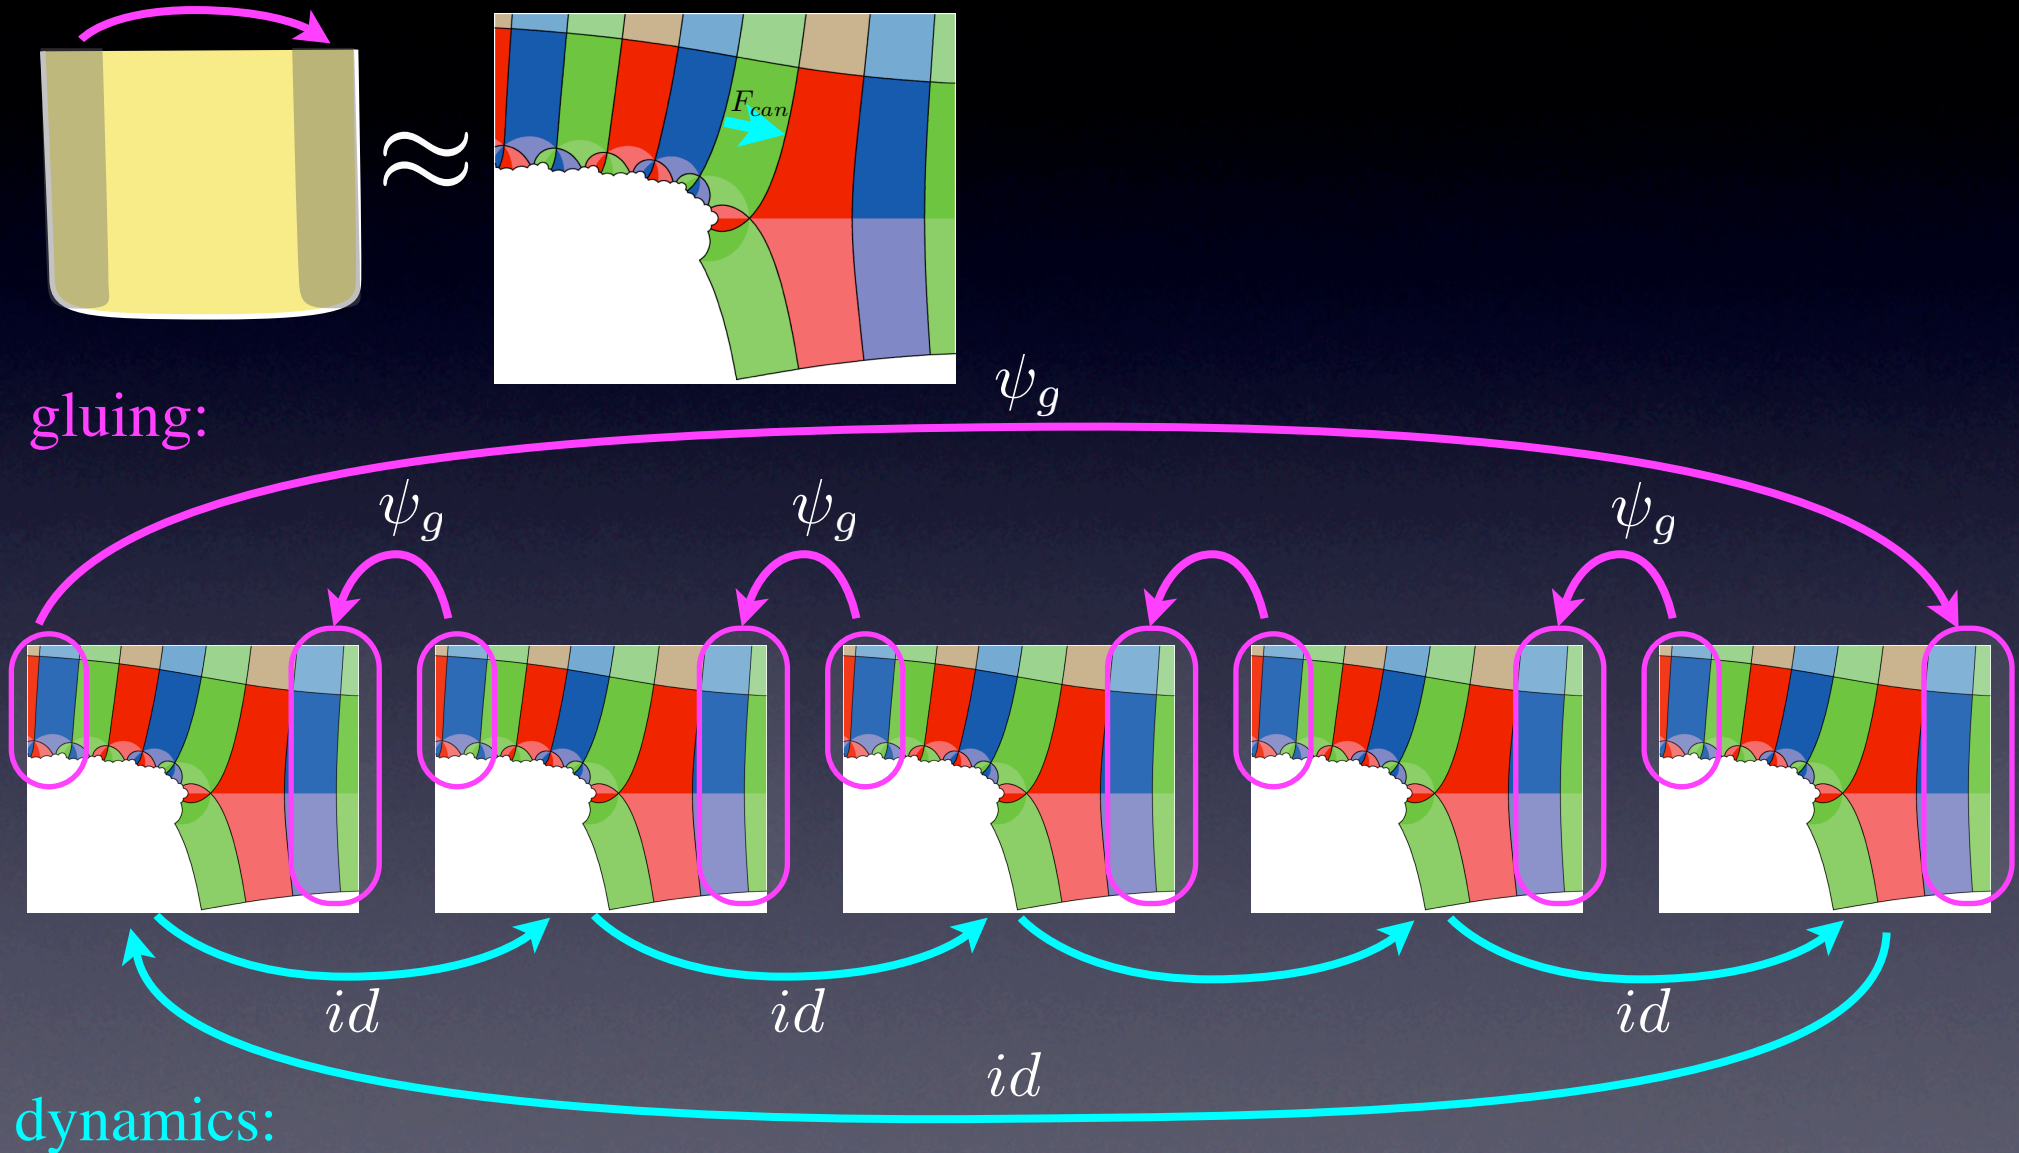 ≈
F_can
ψ_g
gluing:
ψ_g ψ_g ψ_g
id id id
id
dynamics: